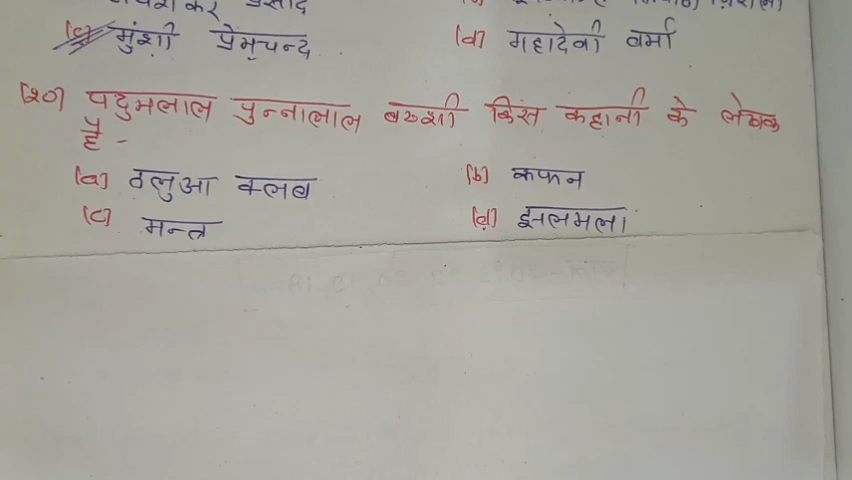 (c) मुंशी प्रेमचन्द (d) महादेवी वर्मा
(20) पदुमलाल पुन्नालाल बख्शी किस कहानी के लेखक
है -
(a) ठलुआ क्लब (b) कफन
(c) मन्त्र (d) झलमला